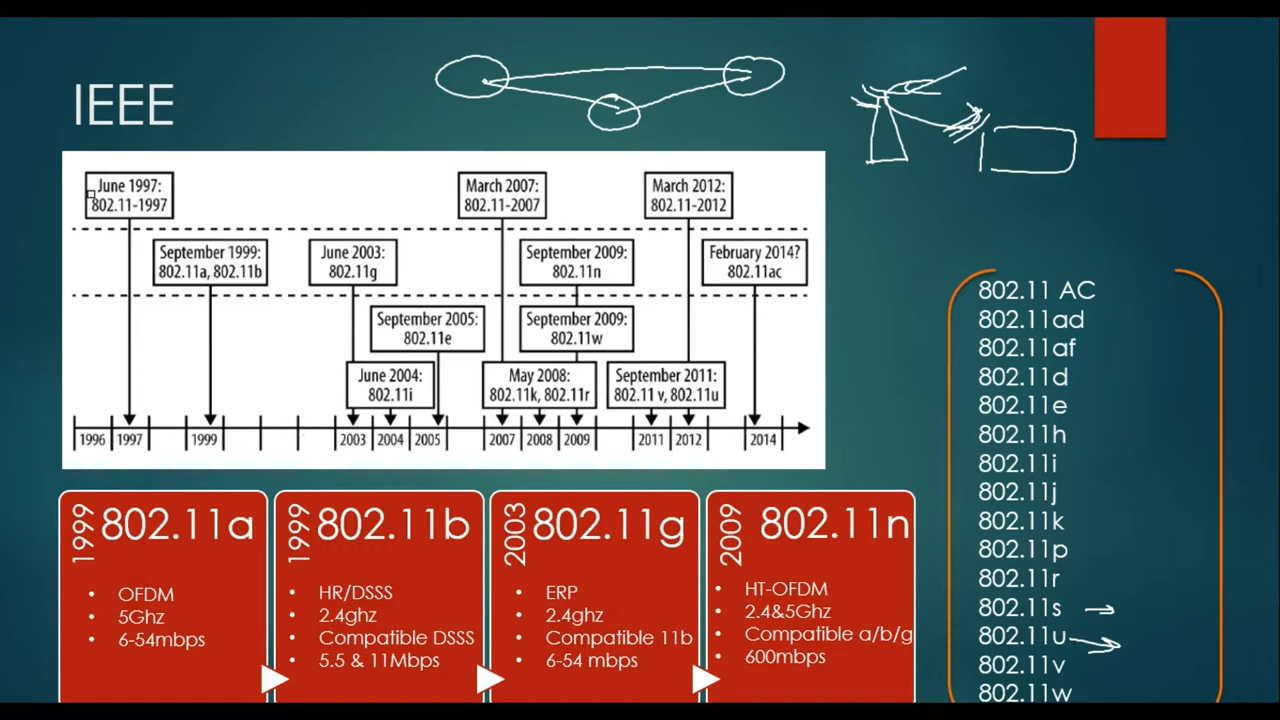 IEEE
June 1997:
802.11-1997
March 2007:
802.11-2007
March 2012:
802.11-2012
September 1999:
802.11a, 802.11b
June 2003:
802.11g
September 2009:
802.11n
February 2014?
802.11ac
September 2005:
802.11e
September 2009:
802.11w
June 2004:
802.11i
May 2008:
802.11k, 802.11r
September 2011:
802.11 v, 802.11u
1996 1997 1999 2003 2004 2005 2007 2008 2009 2011 2012 2014
1999
802.11a
• OFDM
• 5Ghz
• 6-54mbps
1999
802.11b
• HR/DSSS
• 2.4ghz
• Compatible DSSS
• 5.5 & 11Mbps
2003
802.11g
• ERP
• 2.4ghz
• Compatible 11b
• 6-54 mbps
2009
802.11n
• HT-OFDM
• 2.4&5Ghz
• Compatible a/b/g
• 600mbps
802.11 AC
802.11ad
802.11af
802.11d
802.11e
802.11h
802.11i
802.11j
802.11k
802.11p
802.11r
802.11s
802.11u
802.11v
802.11w